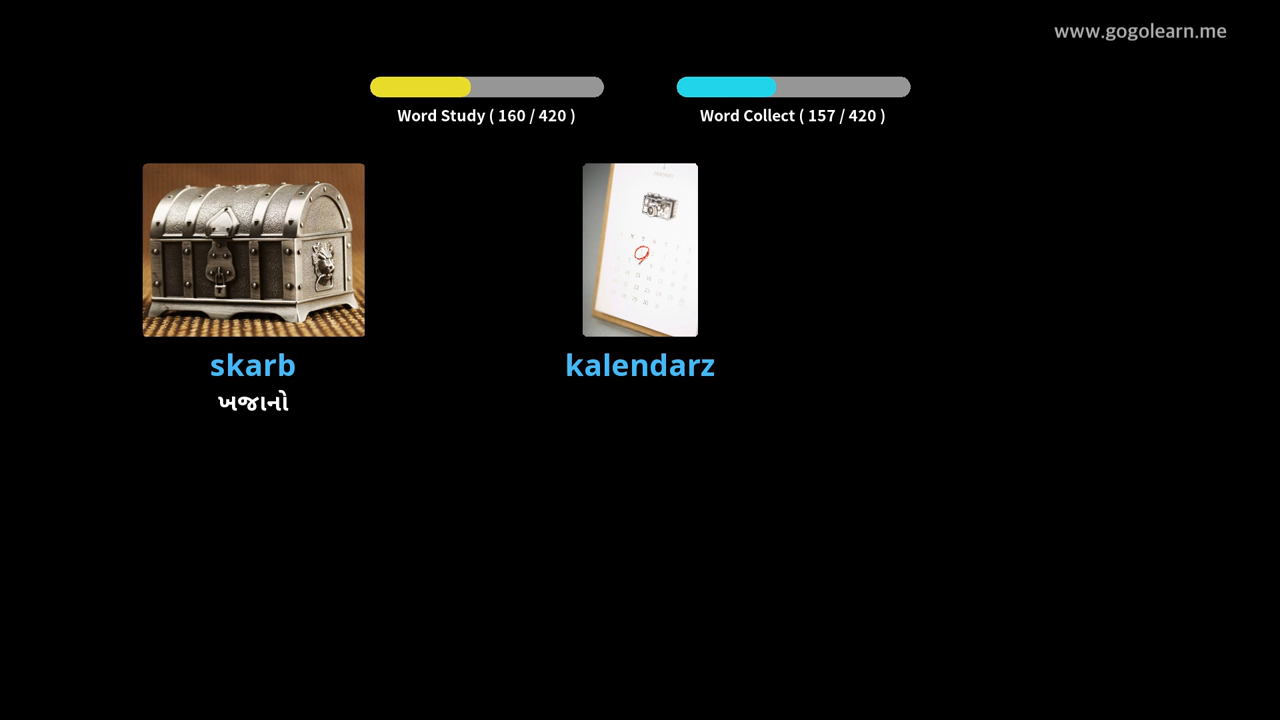 www.gogolearn.me
Word Study ( 160 / 420 )
Word Collect ( 157 / 420 )
skarb
kalendarz
ખજાનો